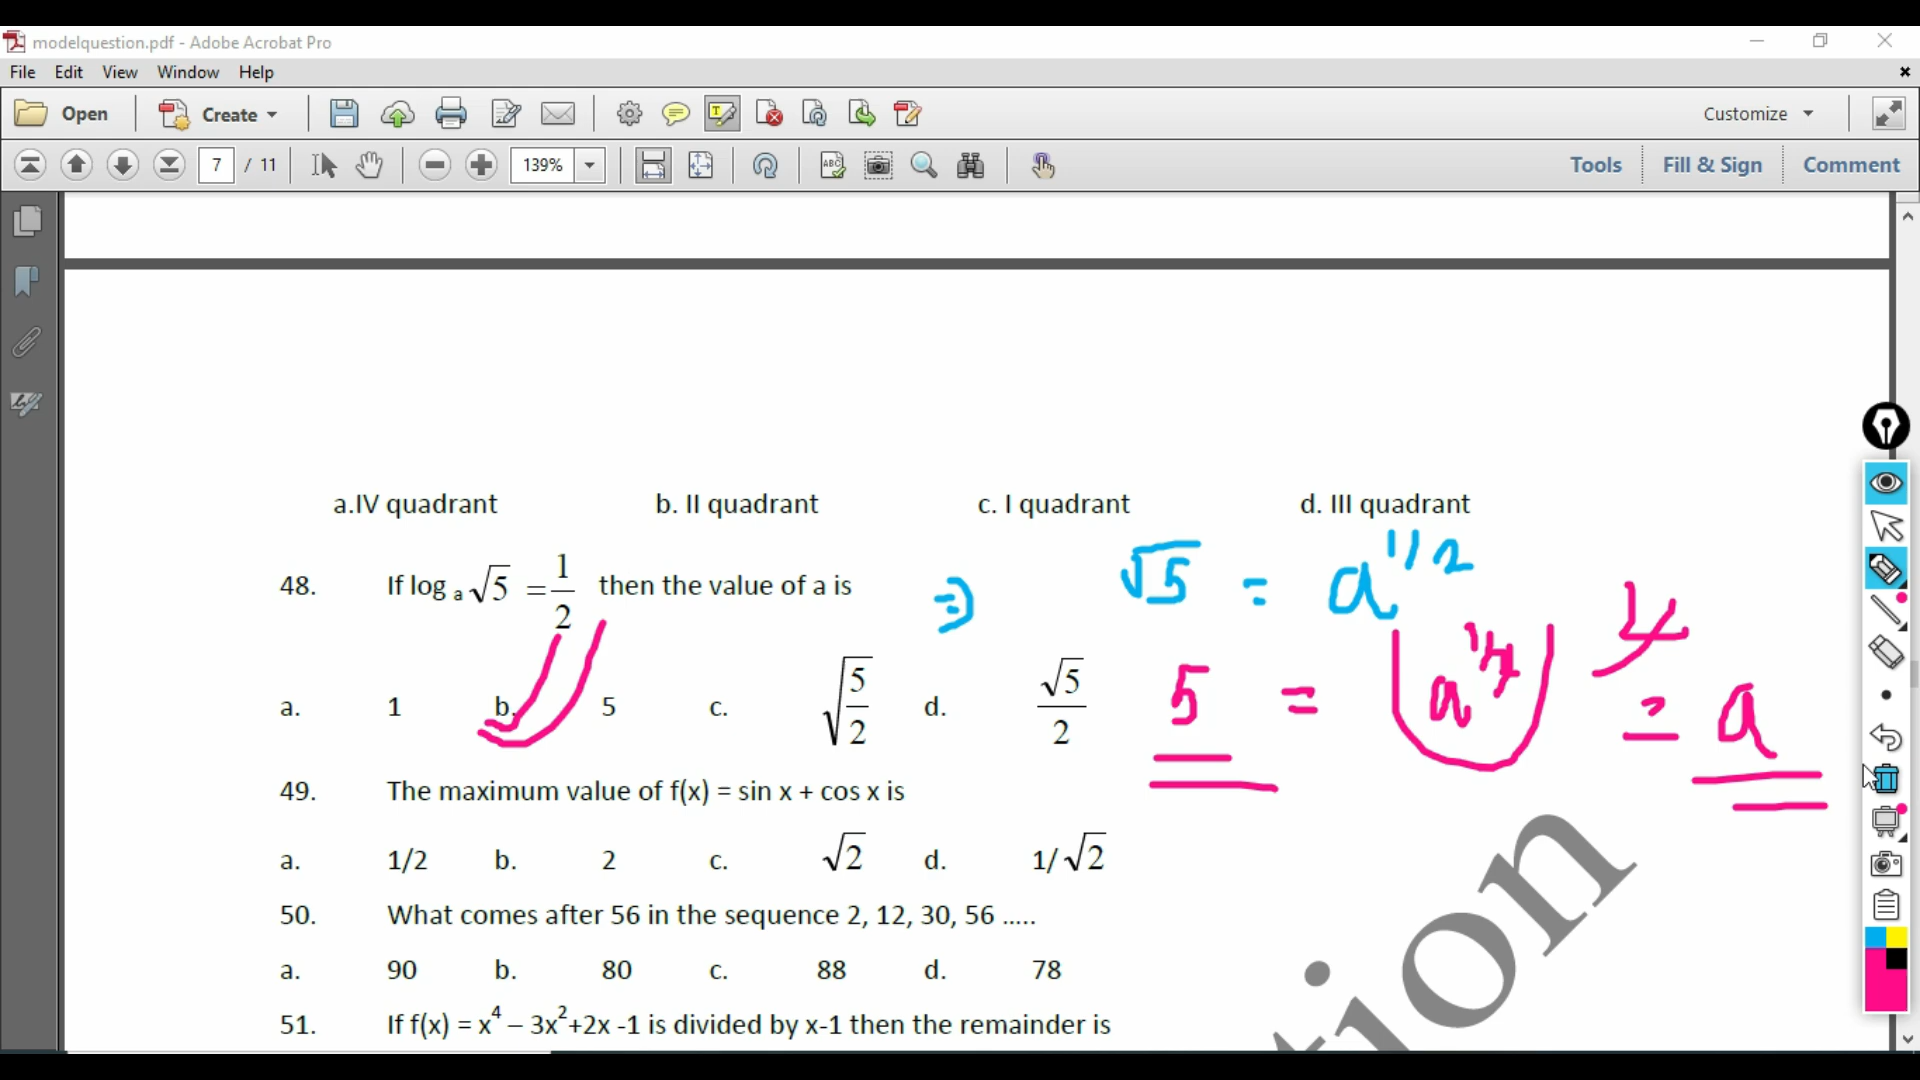 modelquestion.pdf - Adobe Acrobat Pro
File Edit View Window Help
Open Create Customize
7 / 11 139% Tools Fill & Sign Comment
a.IV quadrant b. II quadrant c. I quadrant d. III quadrant
48. If log a √5 = 1/2 then the value of a is ⇒ √5 = a^1/2
a. 1 b. 5 c. √(5/2) d. √5/2 5 = = a
49. The maximum value of f(x) = sin x + cos x is
a. 1/2 b. 2 c. √2 d. 1/√2
50. What comes after 56 in the sequence 2, 12, 30, 56 .....
a. 90 b. 80 c. 88 d. 78
51. If f(x) = x⁴ – 3x²+2x -1 is divided by x-1 then the remainder is
tion